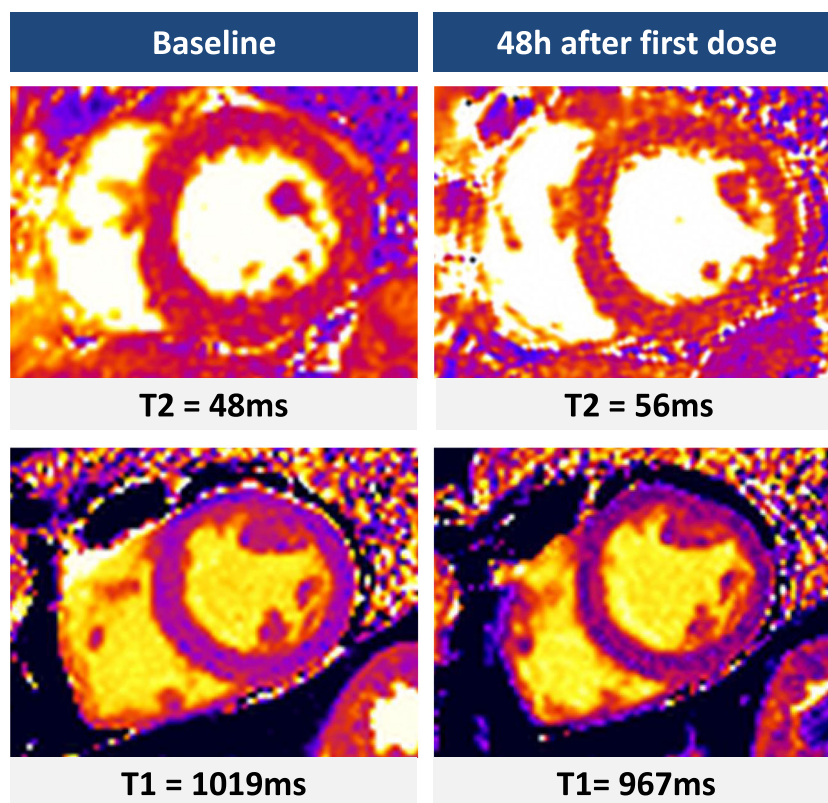 Baseline
48h after first dose
T2 = 48ms
T2 = 56ms
T1 = 1019ms
T1= 967ms